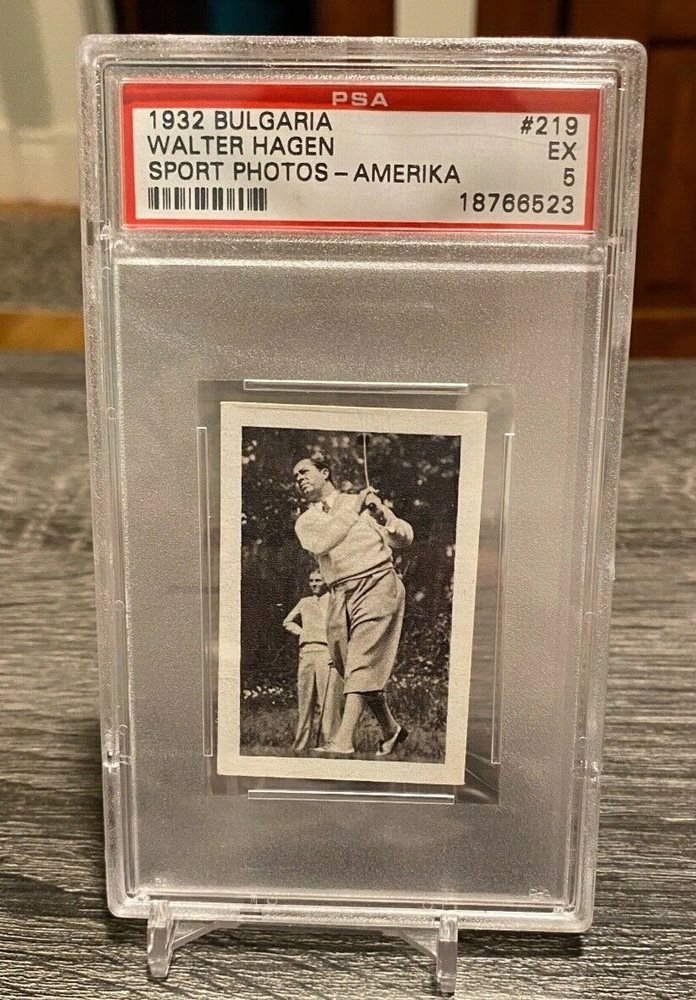 PSA
1932 BULGARIA #219
WALTER HAGEN EX
SPORT PHOTOS – AMERIKA 5
18766523